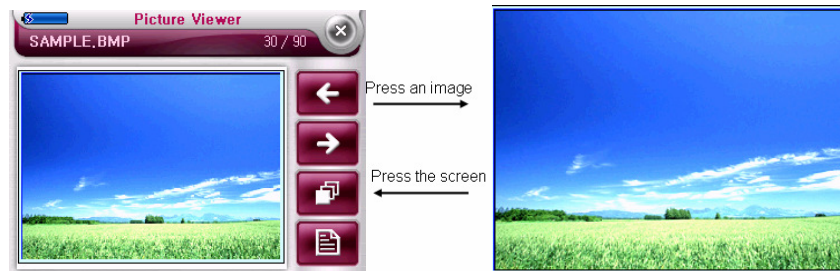 Picture Viewer
SAMPLE.BMP 30 / 90
Press an image
Press the screen